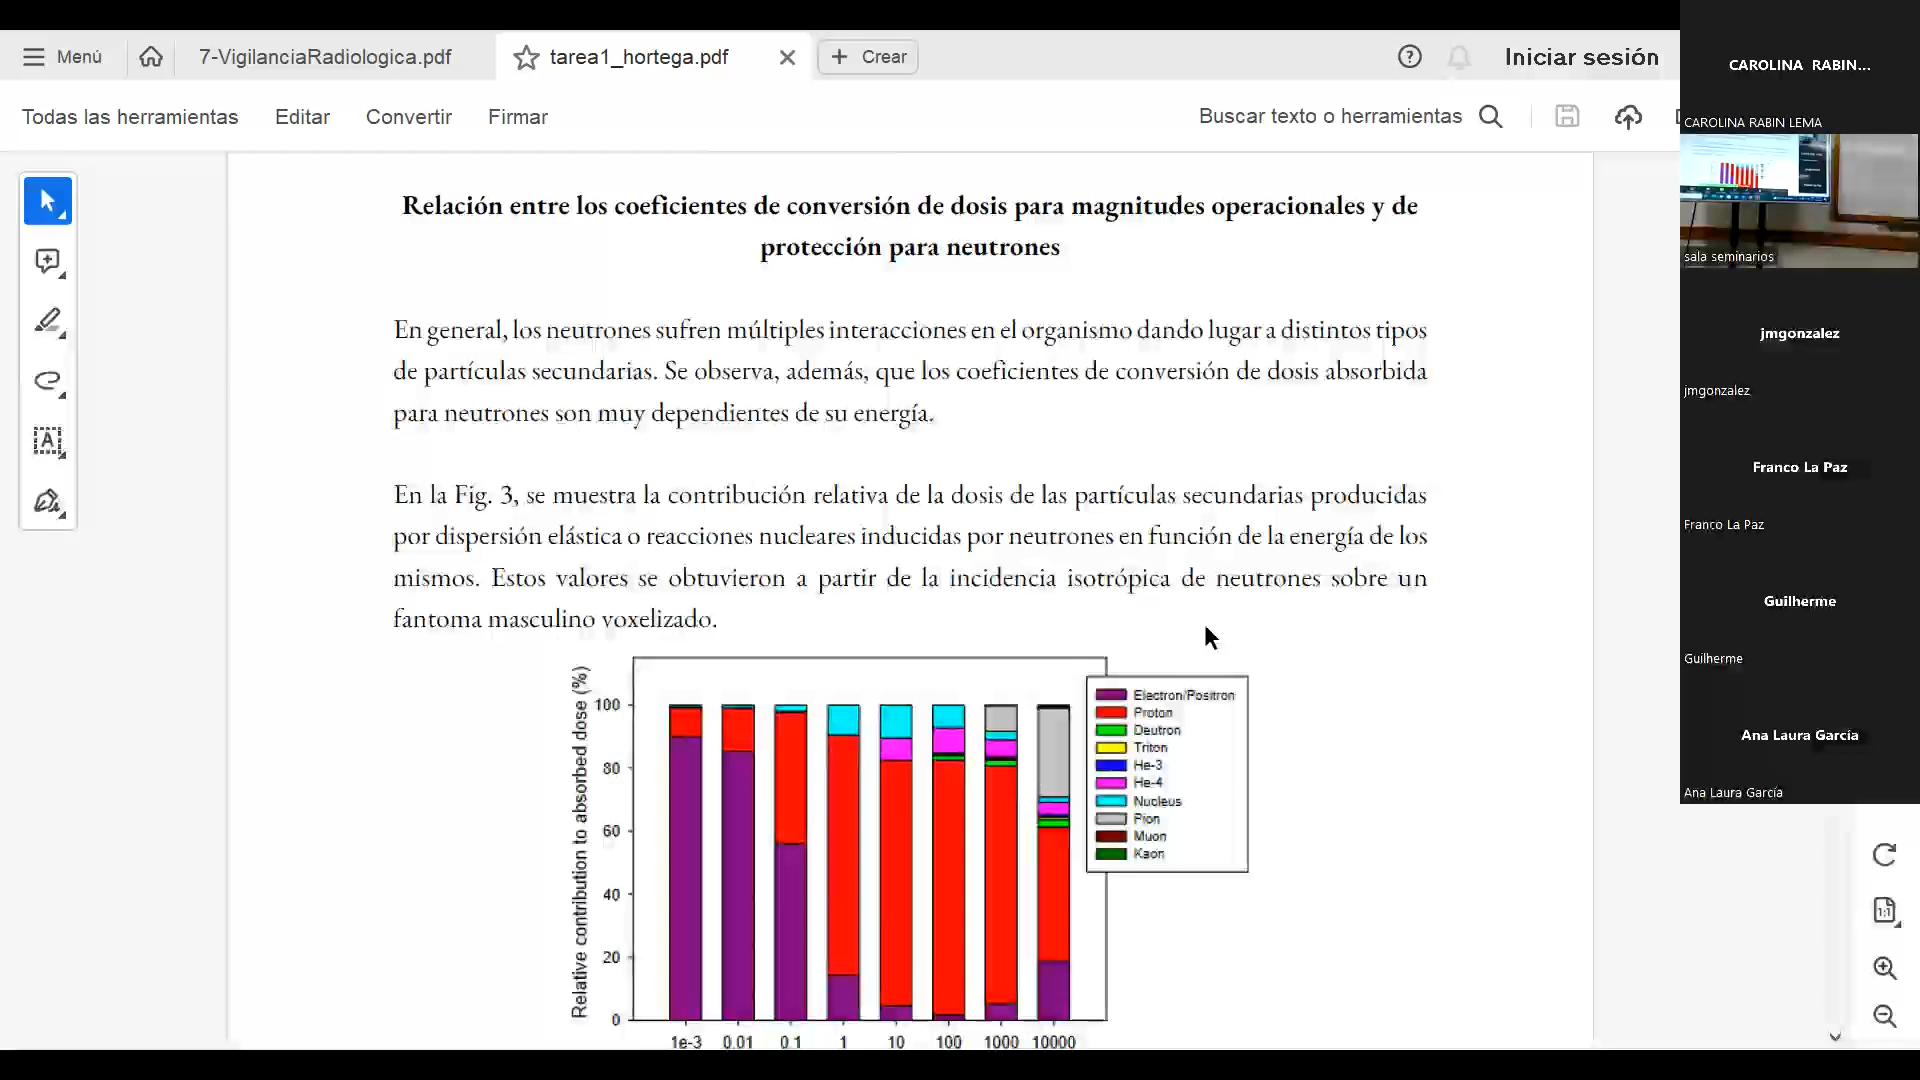 Menú
7-VigilanciaRadiologica.pdf
tarea1_hortega.pdf
Crear
Iniciar sesión
Todas las herramientas
Editar
Convertir
Firmar
Buscar texto o herramientas
Relación entre los coeficientes de conversión de dosis para magnitudes operacionales y de
protección para neutrones
En general, los neutrones sufren múltiples interacciones en el organismo dando lugar a distintos tipos
de partículas secundarias. Se observa, además, que los coeficientes de conversión de dosis absorbida
para neutrones son muy dependientes de su energía.
En la Fig. 3, se muestra la contribución relativa de la dosis de las partículas secundarias producidas
por dispersión elástica o reacciones nucleares inducidas por neutrones en función de la energía de los
mismos. Estos valores se obtuvieron a partir de la incidencia isotrópica de neutrones sobre un
fantoma masculino voxelizado.
Relative contribution to absorbed dose (%)
100
80
60
40
20
0
1e-3 0.01 0.1 1 10 100 1000 10000
Electron/Positron
Proton
Deutron
Triton
He-3
He-4
Nucleus
Pion
Muon
Kaon
CAROLINA RABIN...
CAROLINA RABIN LEMA
sala seminarios
jmgonzalez
jmgonzalez
Franco La Paz
Franco La Paz
Guilherme
Guilherme
Ana Laura García
Ana Laura García
1:1